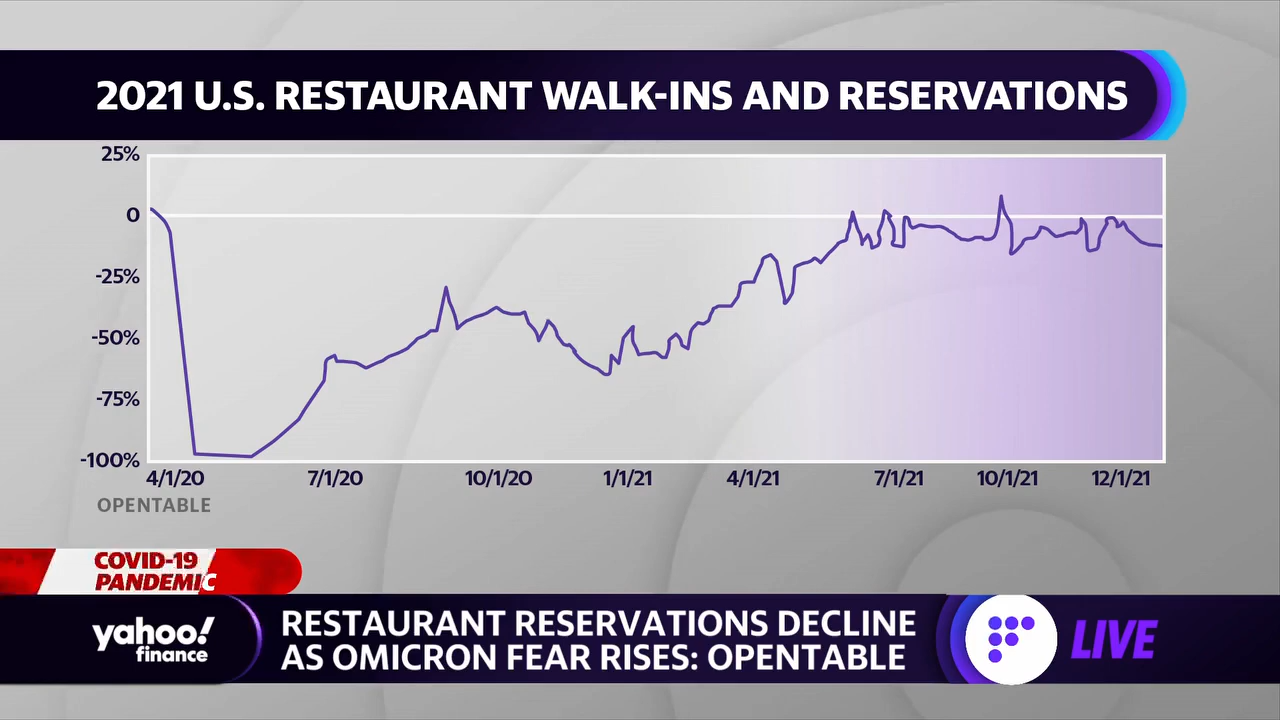 2021 U.S. RESTAURANT WALK-INS AND RESERVATIONS
25%
0
-25%
-50%
-75%
-100%
4/1/20 7/1/20 10/1/20 1/1/21 4/1/21 7/1/21 10/1/21 12/1/21
OPENTABLE
COVID-19
PANDEMIC
yahoo!
finance
RESTAURANT RESERVATIONS DECLINE
AS OMICRON FEAR RISES: OPENTABLE
LIVE